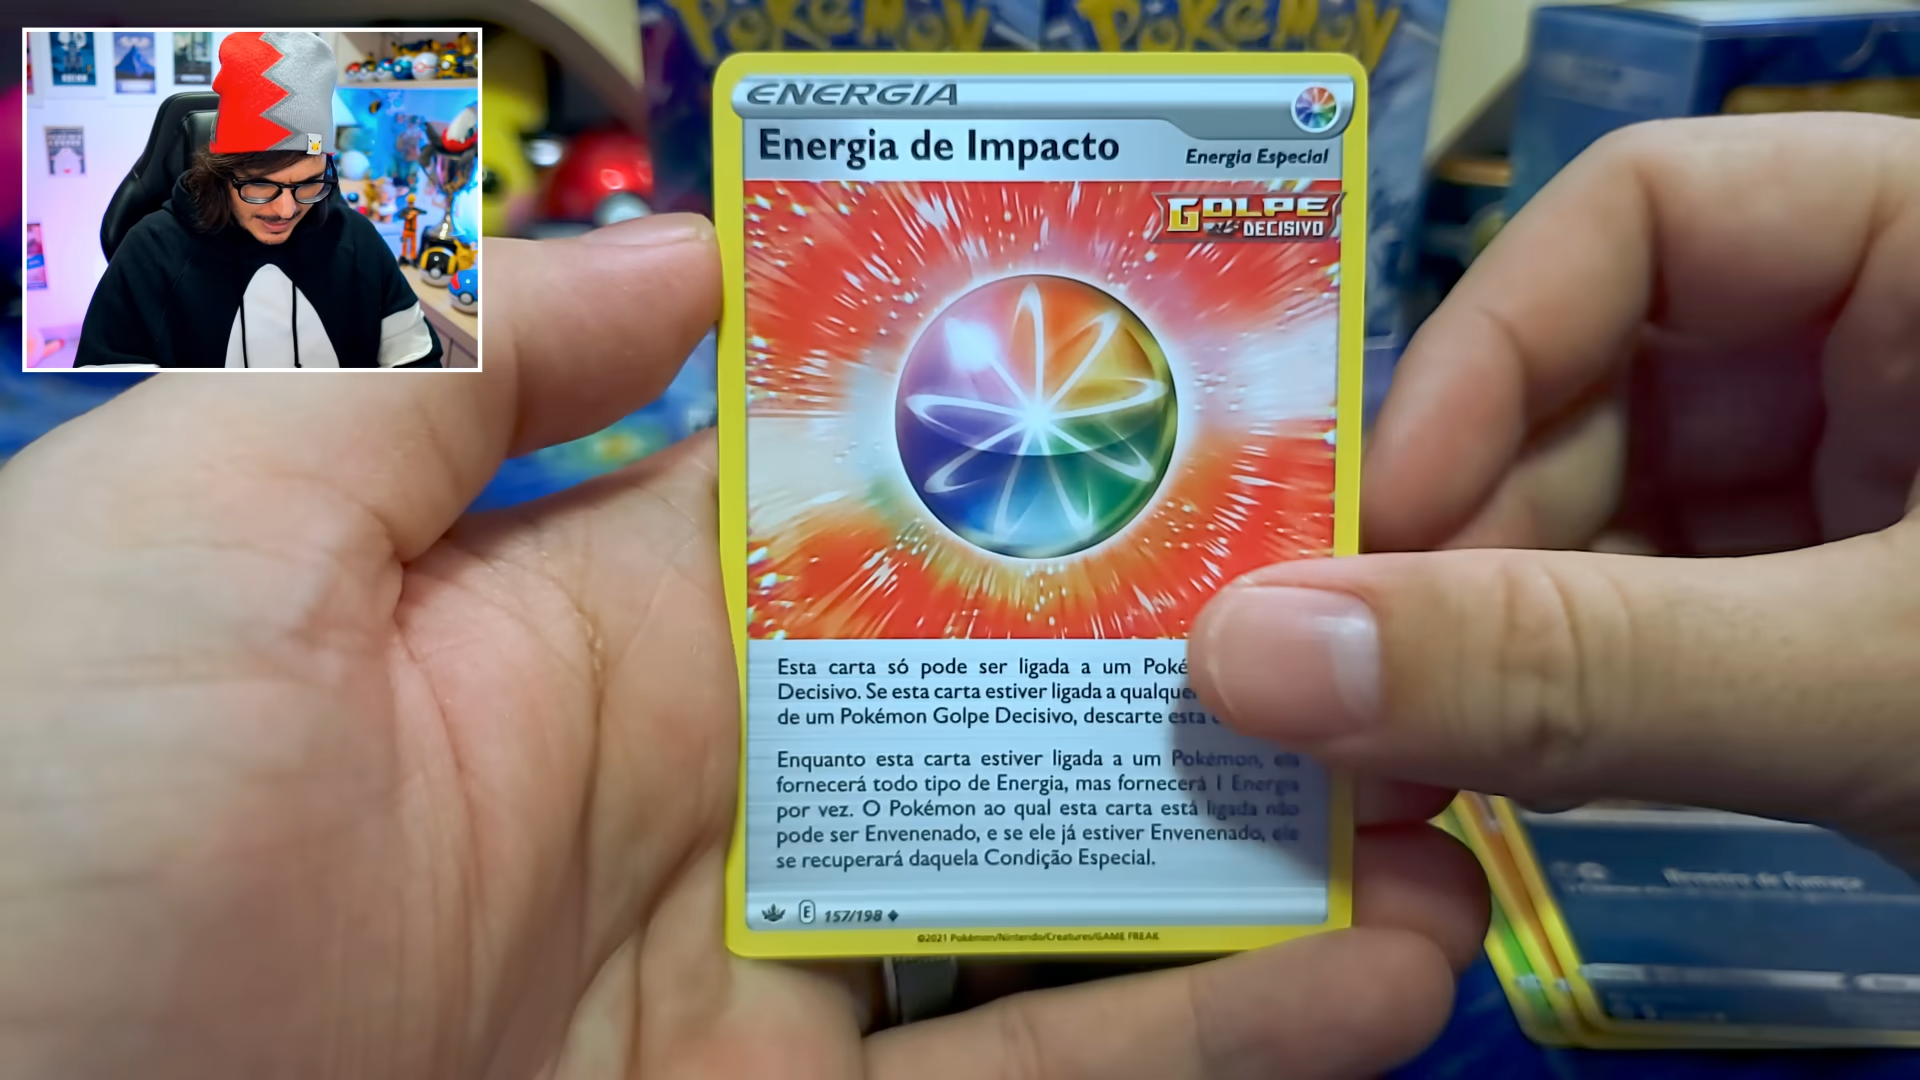 POKÉMON POKÉMON
ENERGIA
Energia de Impacto
Energia Especial
GOLPE
DECISIVO
Esta carta só pode ser ligada a um Poké
Decisivo. Se esta carta estiver ligada a qualque
de um Pokémon Golpe Decisivo, descarte esta
Enquanto esta carta estiver ligada a um Pokémon, ela
fornecerá todo tipo de Energia, mas fornecerá 1 Energia
por vez. O Pokémon ao qual esta carta está ligada não
pode ser Envenenado, e se ele já estiver Envenenado, ele
se recuperará daquela Condição Especial.
E 157/198
©2021 Pokémon/Nintendo/Creatures/GAME FREAK